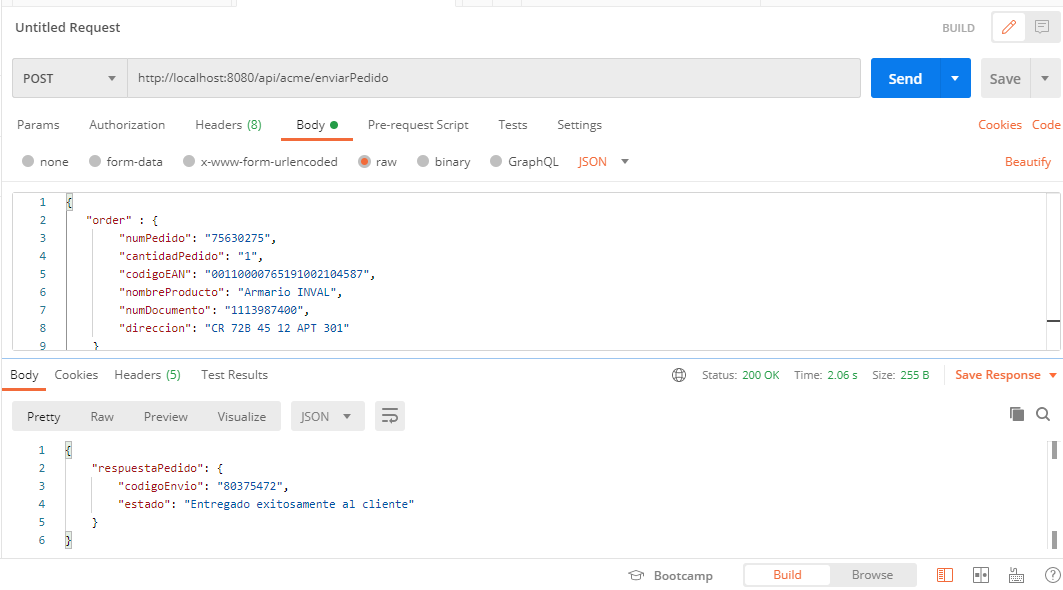 Untitled Request
BUILD
POST
http://localhost:8080/api/acme/enviarPedido
Send
Save
Params Authorization Headers (8) Body Pre-request Script Tests Settings
Cookies Code
none form-data x-www-form-urlencoded raw binary GraphQL JSON
Beautify
1 {
2 "order" : {
3 "numPedido": "75630275",
4 "cantidadPedido": "1",
5 "codigoEAN": "00110000765191002104587",
6 "nombreProducto": "Armario INVAL",
7 "numDocumento": "1113987400",
8 "direccion": "CR 72B 45 12 APT 301"
9 }
Body Cookies Headers (5) Test Results
Status: 200 OK Time: 2.06 s Size: 255 B
Save Response
Pretty Raw Preview Visualize JSON
1 {
2 "respuestaPedido": {
3 "codigoEnvio": "80375472",
4 "estado": "Entregado exitosamente al cliente"
5 }
6 }
Bootcamp Build Browse